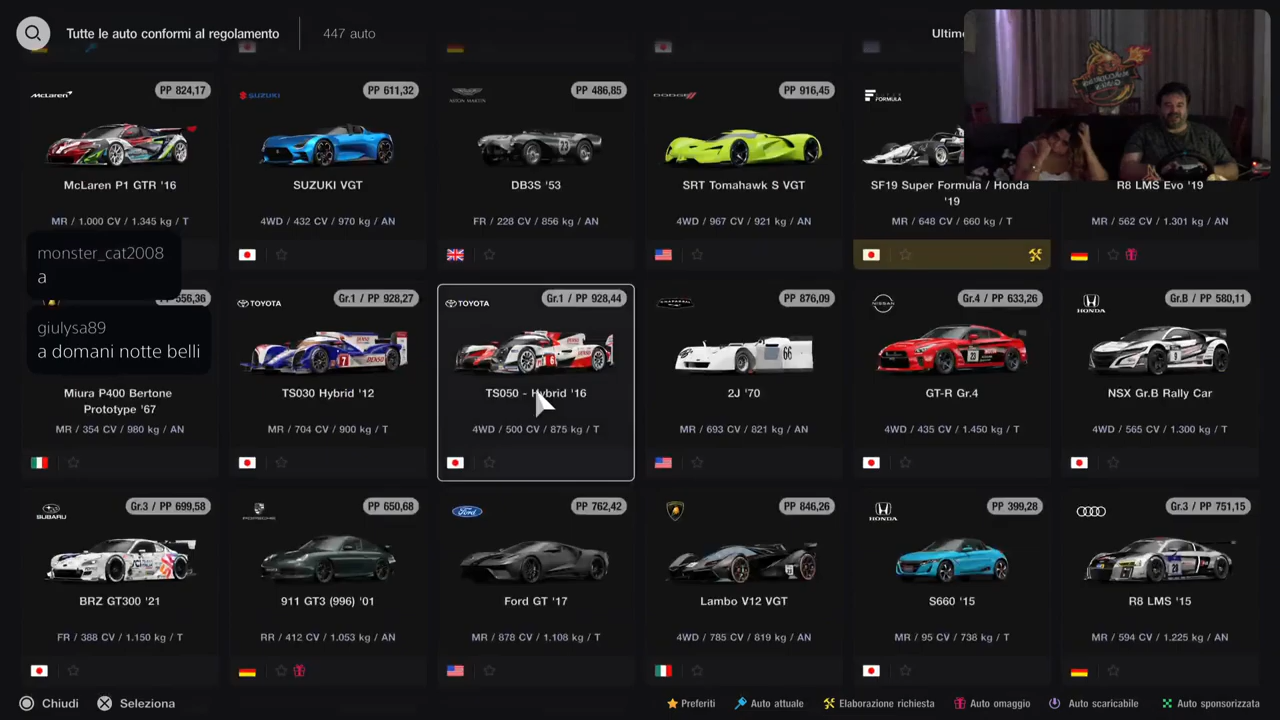 Tutte le auto conformi al regolamento
447 auto
McLaren
PP 824,17
McLaren P1 GTR '16
MR / 1.000 CV / 1.345 kg / T
SUZUKI
PP 611,32
SUZUKI VGT
4WD / 432 CV / 970 kg / AN
ASTON MARTIN
PP 486,85
DB3S '53
FR / 228 CV / 856 kg / AN
DODGE
PP 916,45
SRT Tomahawk S VGT
4WD / 967 CV / 921 kg / AN
FORMULA
SF19 Super Formula / Honda
'19
MR / 648 CV / 660 kg / T
R8 LMS Evo '19
MR / 562 CV / 1.301 kg / AN
monster_cat2008
a
giulysa89
a domani notte belli
556,36
Miura P400 Bertone
Prototype '67
MR / 354 CV / 980 kg / AN
TOYOTA
Gr.1 / PP 928,27
TS030 Hybrid '12
MR / 704 CV / 900 kg / T
TOYOTA
Gr.1 / PP 928,44
TS050 - Hybrid '16
4WD / 500 CV / 875 kg / T
PP 876,09
2J '70
MR / 693 CV / 821 kg / AN
NISSAN
Gr.4 / PP 633,26
GT-R Gr.4
4WD / 435 CV / 1.450 kg / T
HONDA
Gr.B / PP 580,11
NSX Gr.B Rally Car
4WD / 565 CV / 1.300 kg / T
SUBARU
Gr.3 / PP 699,58
BRZ GT300 '21
FR / 388 CV / 1.150 kg / T
PORSCHE
PP 650,68
911 GT3 (996) '01
RR / 412 CV / 1.053 kg / AN
Ford
PP 762,42
Ford GT '17
MR / 878 CV / 1.108 kg / T
PP 846,26
Lambo V12 VGT
4WD / 785 CV / 819 kg / AN
HONDA
PP 399,28
S660 '15
MR / 95 CV / 738 kg / T
Gr.3 / PP 751,15
R8 LMS '15
MR / 594 CV / 1.225 kg / AN
Chiudi
Seleziona
Preferiti
Auto attuale
Elaborazione richiesta
Auto omaggio
Auto scaricabile
Auto sponsorizzata